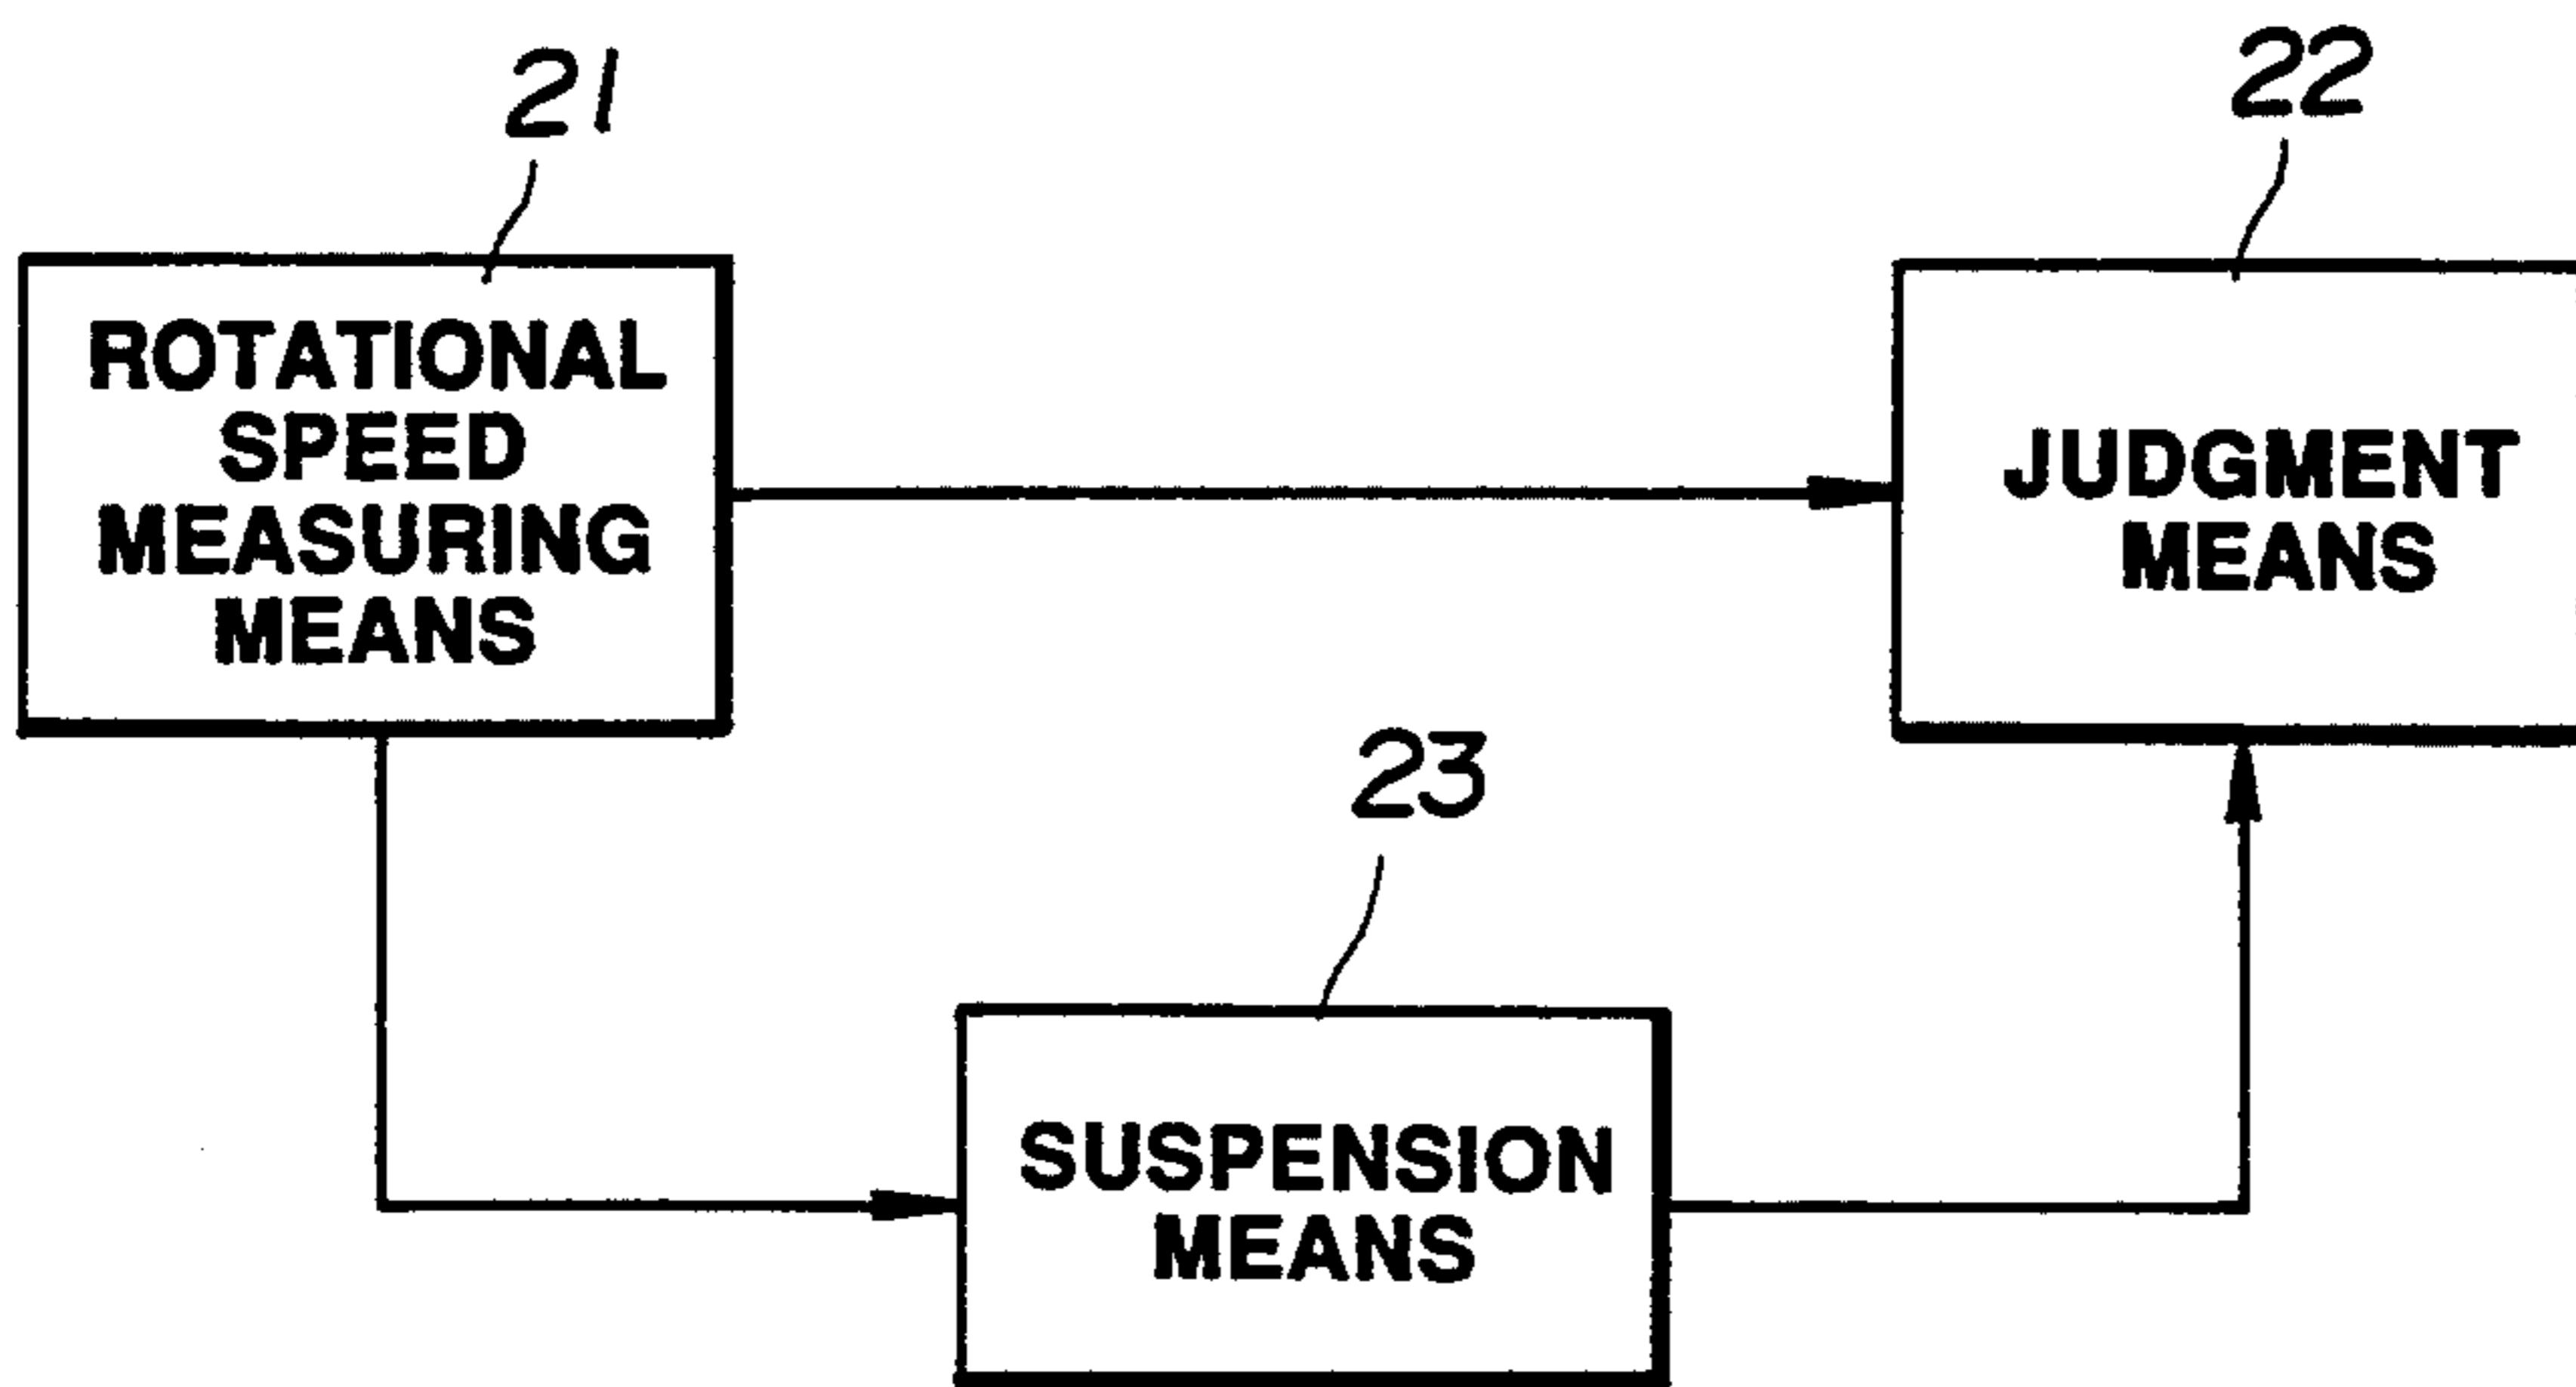 21
22
ROTATIONAL
SPEED
MEASURING
MEANS
JUDGMENT
MEANS
23
SUSPENSION
MEANS